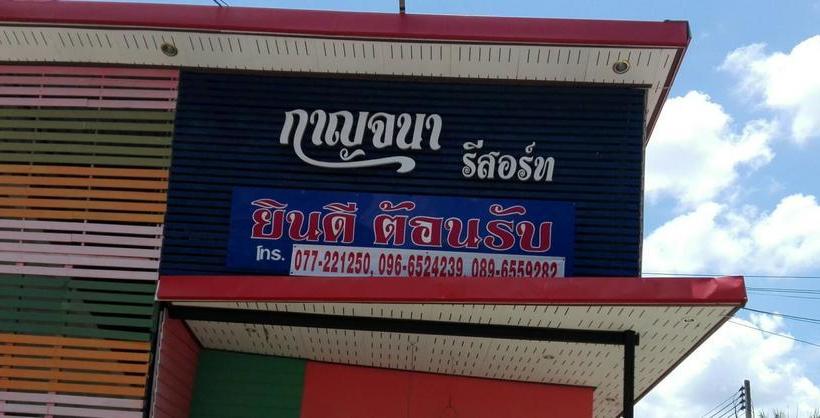 กาญจนา
รีสอร์ท
ยินดี ต้อนรับ
โทร. 077-221250, 096-6524239, 089-6559282